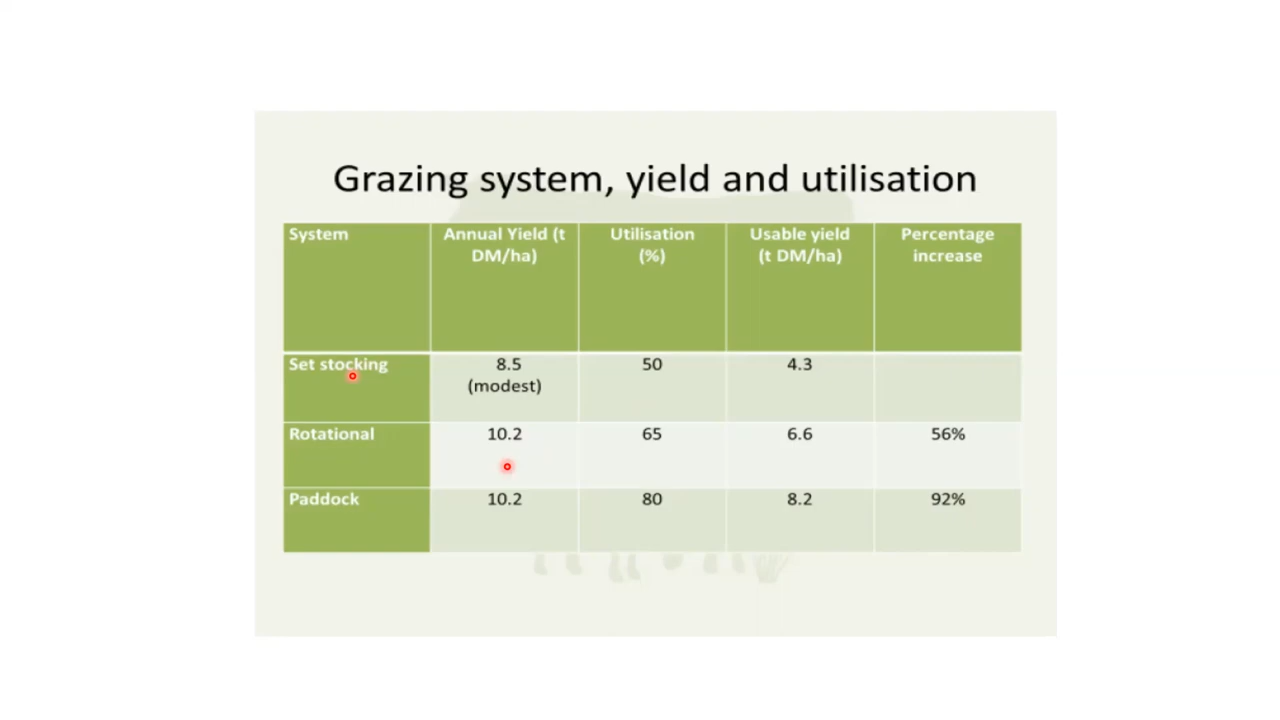 Grazing system, yield and utilisation
System
Annual Yield (t
DM/ha)
Utilisation
(%)
Usable yield
(t DM/ha)
Percentage
increase
Set stocking
8.5
(modest)
50
4.3
Rotational
10.2
65
6.6
56%
Paddock
10.2
80
8.2
92%